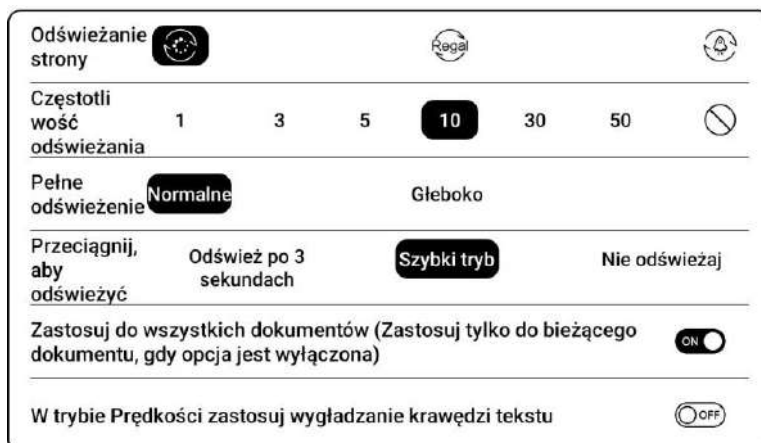 Odświeżanie
strony
Regal
Częstotli
wość
odświeżania
1 3 5 10 30 50
Pełne
odświeżenie
Normalne Głeboko
Przeciągnij,
aby
odświeżyć
Odśwież po 3
sekundach
Szybki tryb
Nie odświeżaj
Zastosuj do wszystkich dokumentów (Zastosuj tylko do bieżącego
dokumentu, gdy opcja jest wyłączona)
ON
W trybie Prędkości zastosuj wygładzanie krawędzi tekstu
OFF